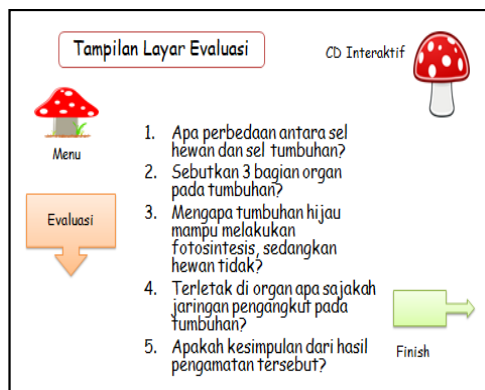 Tampilan Layar Evaluasi
CD Interaktif
Menu
Evaluasi
1. Apa perbedaan antara sel
hewan dan sel tumbuhan?
2. Sebutkan 3 bagian organ
pada tumbuhan?
3. Mengapa tumbuhan hijau
mampu melakukan
fotosintesis, sedangkan
hewan tidak?
4. Terletak di organ apa sajakah
jaringan pengangkut pada
tumbuhan?
5. Apakah kesimpulan dari hasil
pengamatan tersebut?
Finish